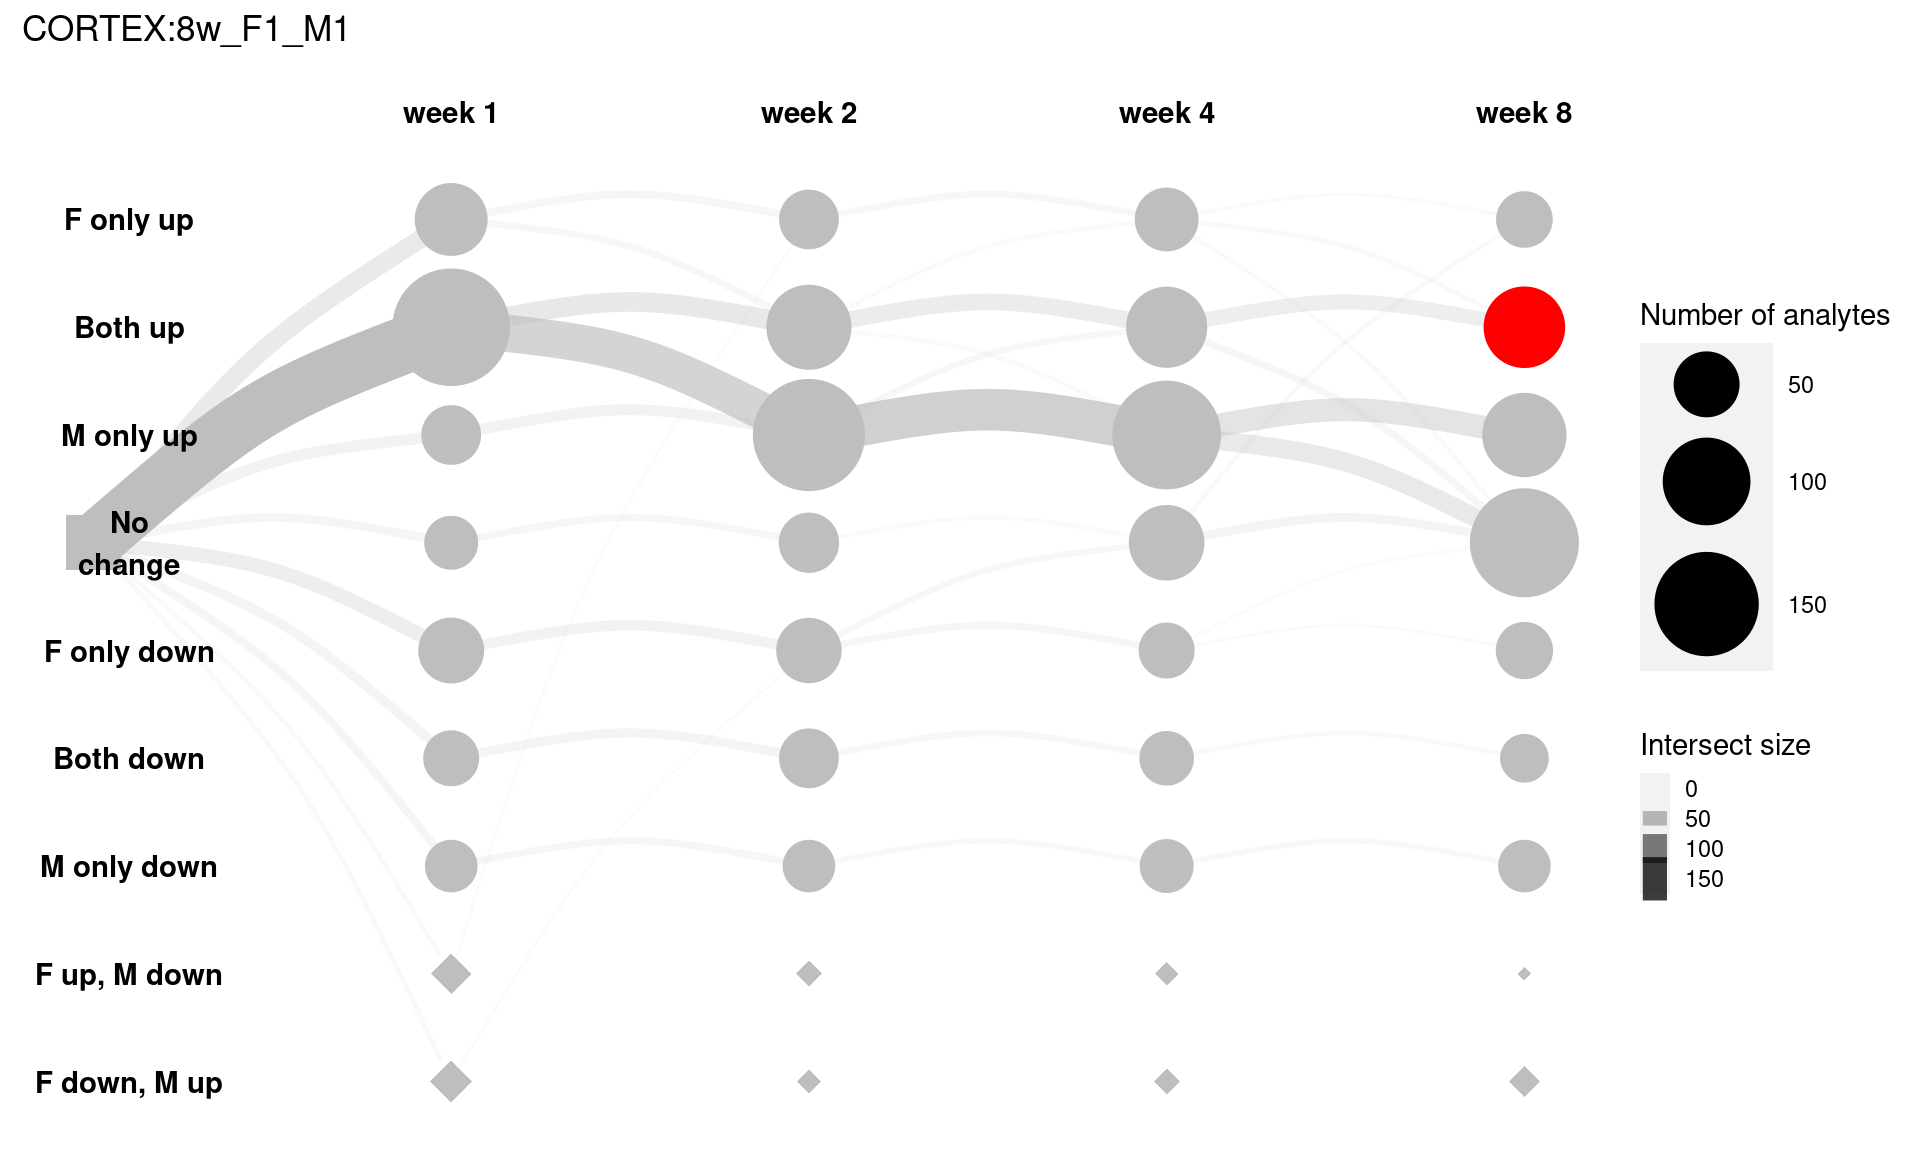 CORTEX:8w_F1_M1
week 1
week 2
week 4
week 8
F only up
Both up
M only up
No
change
F only down
Both down
M only down
F up, M down
F down, M up
Number of analytes
50
100
150
Intersect size
0
50
100
150